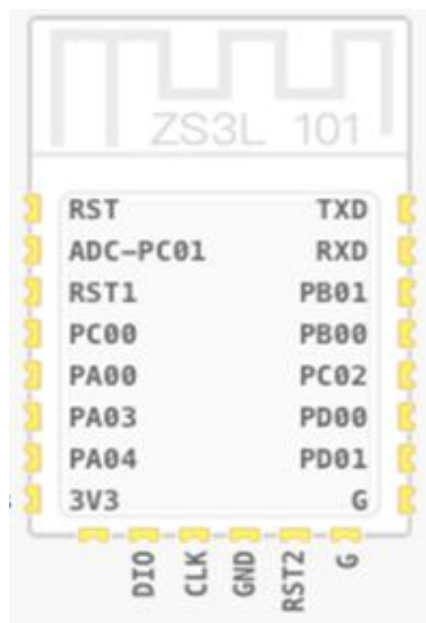 ZS3L 101
RST TXD
ADC-PC01 RXD
RST1 PB01
PC00 PB00
PA00 PC02
PA03 PD00
PA04 PD01
3V3 G
DIO CLK GND RST2 G